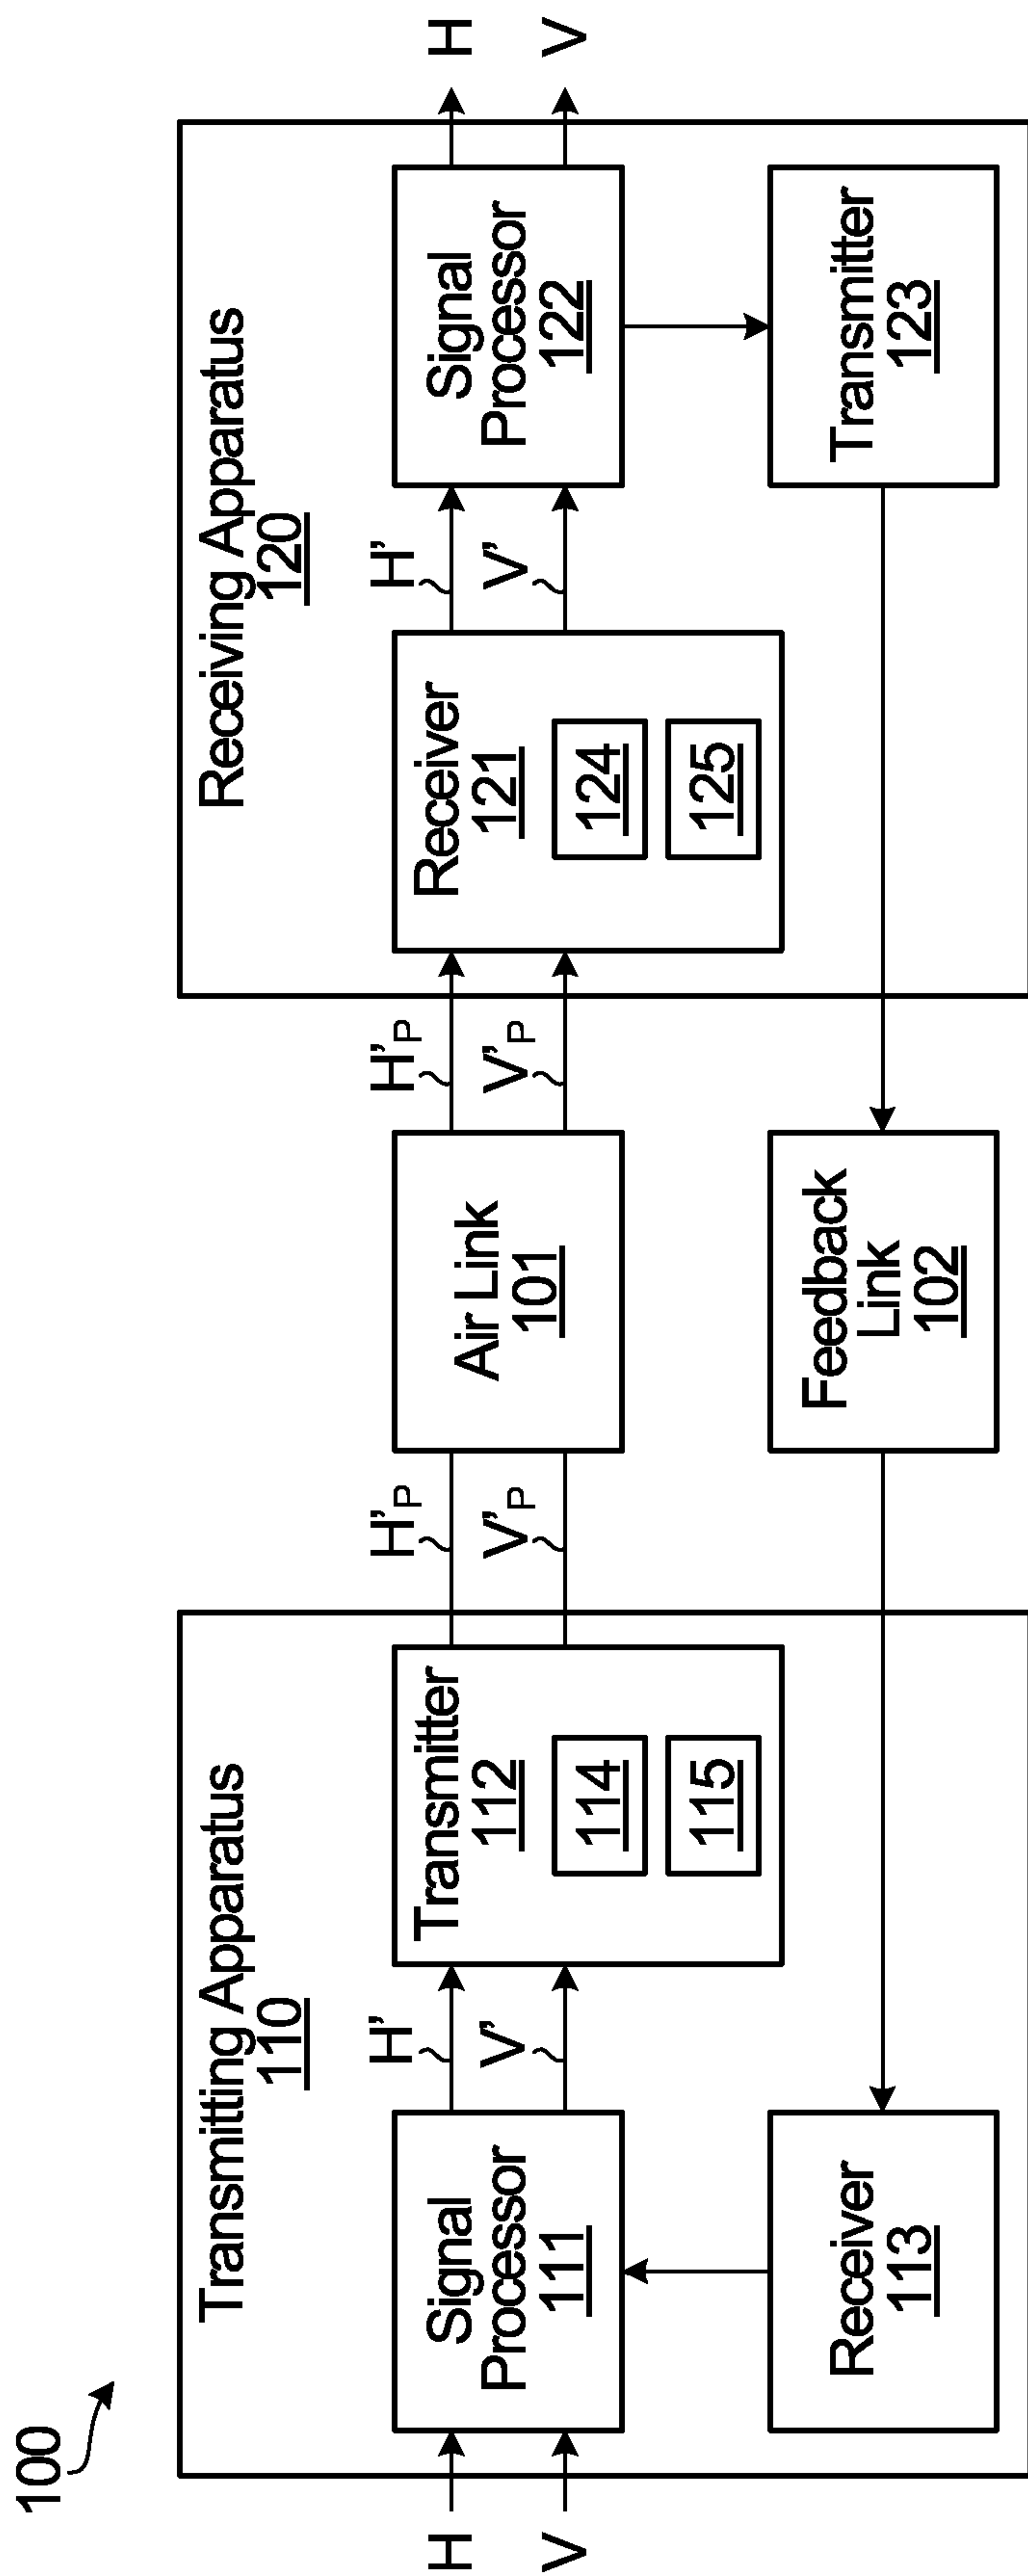 100
Transmitting Apparatus
110
H
V
Signal
Processor
111
H'
V'
Transmitter
112
114
115
Receiver
113
H'P
V'P
Air Link
101
Feedback
Link
102
H'P
V'P
Receiving Apparatus
120
Receiver
121
124
125
H'
V'
Signal
Processor
122
Transmitter
123
H
V